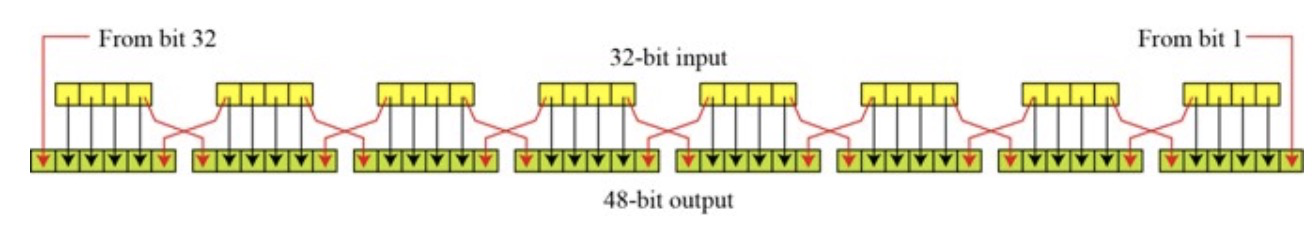 From bit 32
From bit 1
32-bit input
48-bit output